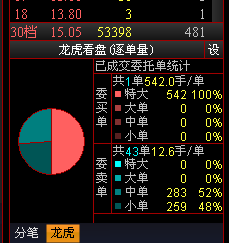 18 13.80 3 1
30档 15.05 53398 481
龙虎看盘(逐单量) 设
已成交委托单统计
共1单542.0手/单
委买单
特大 542 100%
大单 0 0%
中单 0 0%
小单 0 0%
共43单12.6手/单
委卖单
特大 0 0%
大单 0 0%
中单 283 52%
小单 259 48%
分笔 龙虎